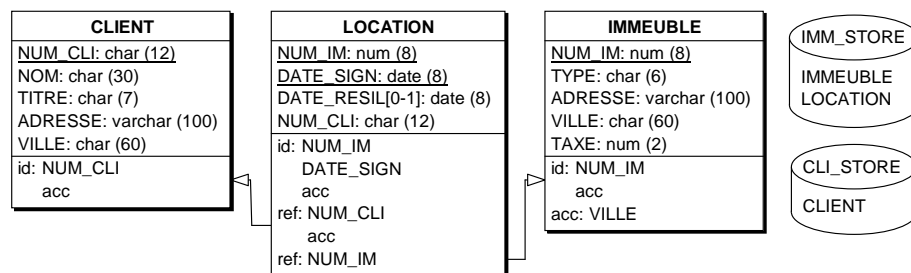 CLIENT
NUM_CLI: char (12)
NOM: char (30)
TITRE: char (7)
ADRESSE: varchar (100)
VILLE: char (60)
id: NUM_CLI
acc
LOCATION
NUM_IM: num (8)
DATE_SIGN: date (8)
DATE_RESIL[0-1]: date (8)
NUM_CLI: char (12)
id: NUM_IM
DATE_SIGN
acc
ref: NUM_CLI
acc
ref: NUM_IM
IMMEUBLE
NUM_IM: num (8)
TYPE: char (6)
ADRESSE: varchar (100)
VILLE: char (60)
TAXE: num (2)
id: NUM_IM
acc
acc: VILLE
IMM_STORE
IMMEUBLE
LOCATION
CLI_STORE
CLIENT